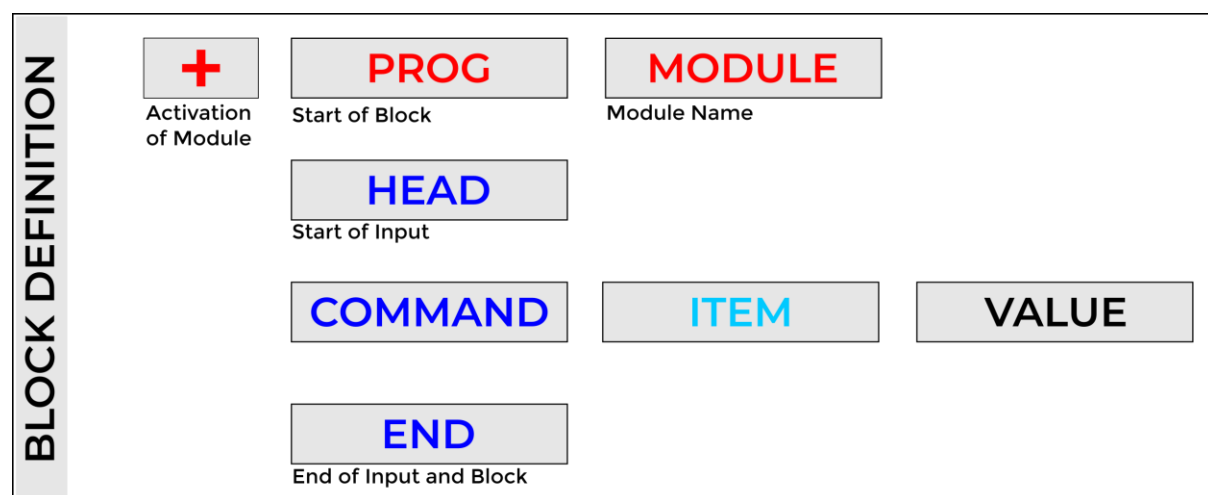 BLOCK DEFINITION
+ PROG MODULE
Activation of Module
Start of Block
Module Name
HEAD
Start of Input
COMMAND ITEM VALUE
END
End of Input and Block